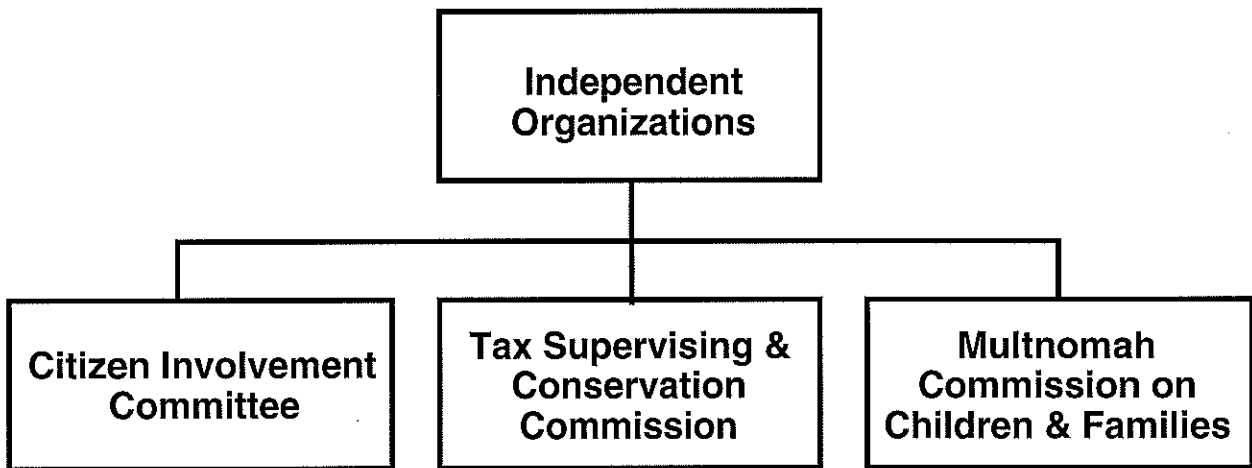 Independent
Organizations
Citizen Involvement
Committee
Tax Supervising &
Conservation
Commission
Multnomah
Commission on
Children & Families